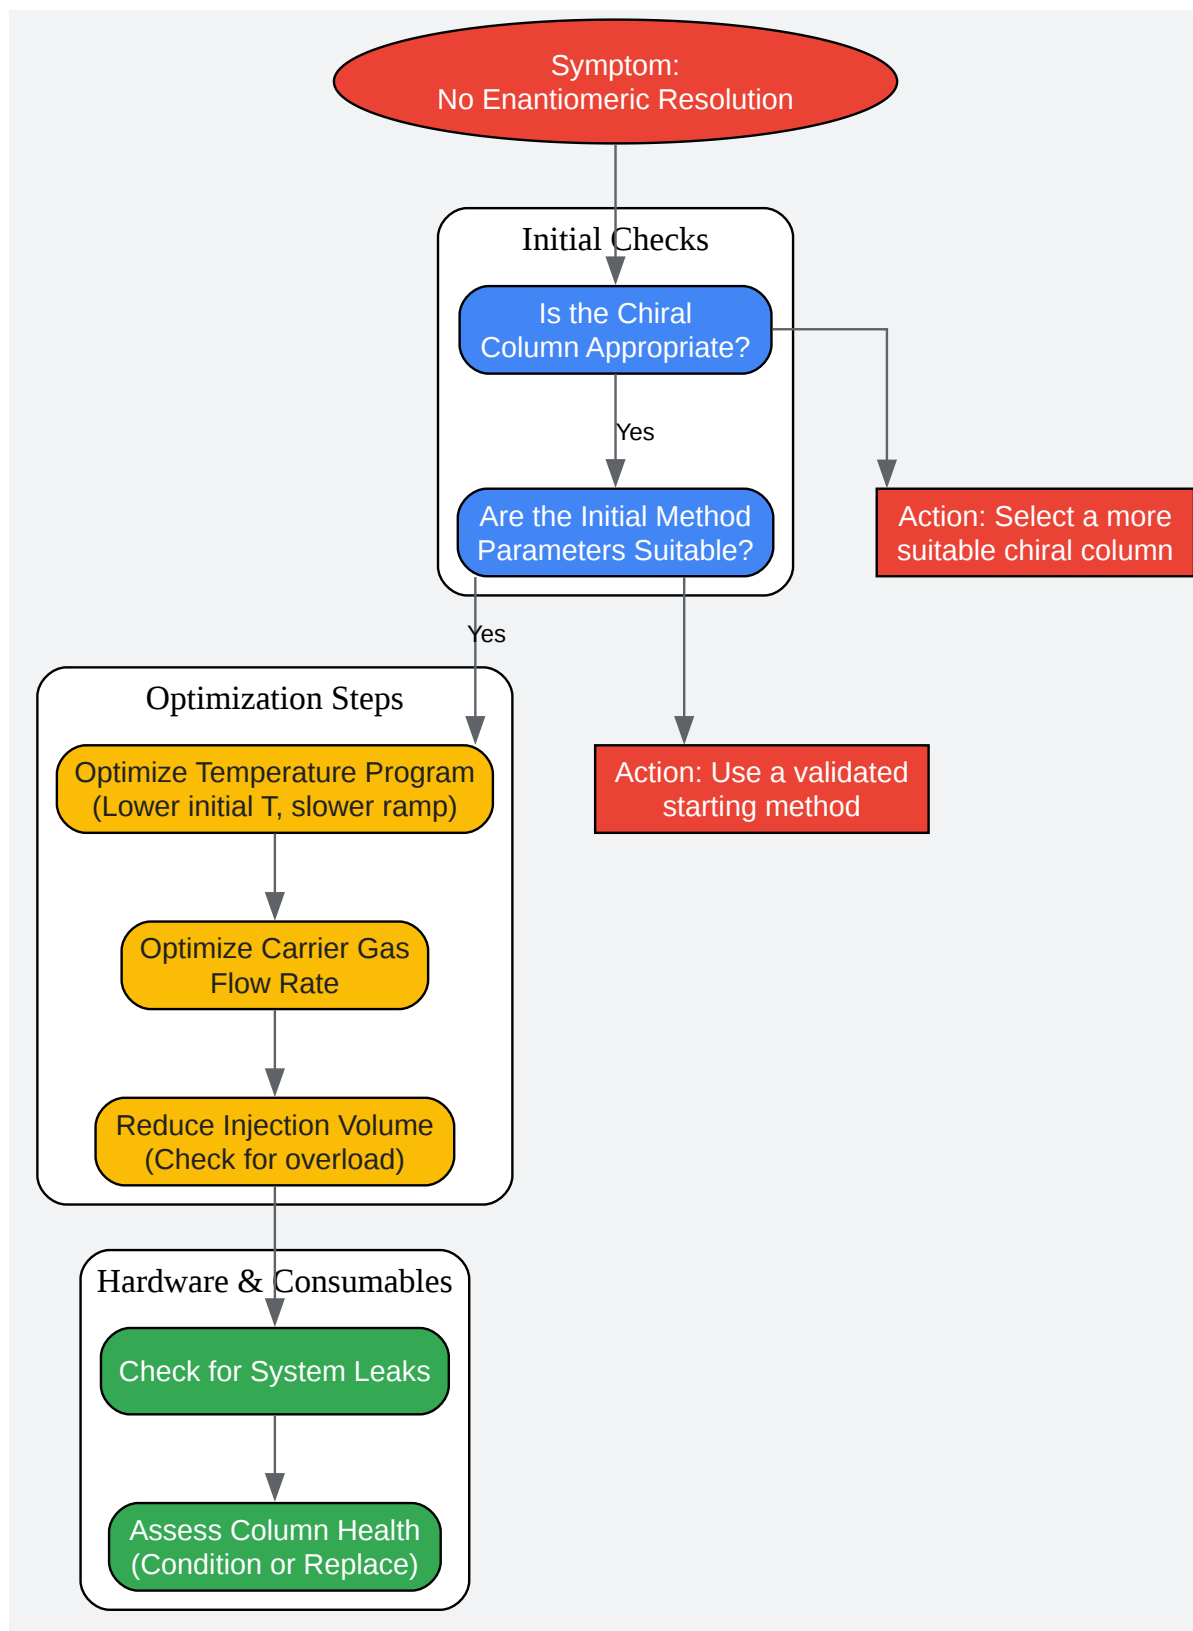 Symptom:
No Enantiomeric Resolution
Initial Checks
Is the Chiral
Column Appropriate?
Yes
Are the Initial Method
Parameters Suitable?
Action: Select a more
suitable chiral column
Yes
Optimization Steps
Optimize Temperature Program
(Lower initial T, slower ramp)
Action: Use a validated
starting method
Optimize Carrier Gas
Flow Rate
Reduce Injection Volume
(Check for overload)
Hardware & Consumables
Check for System Leaks
Assess Column Health
(Condition or Replace)